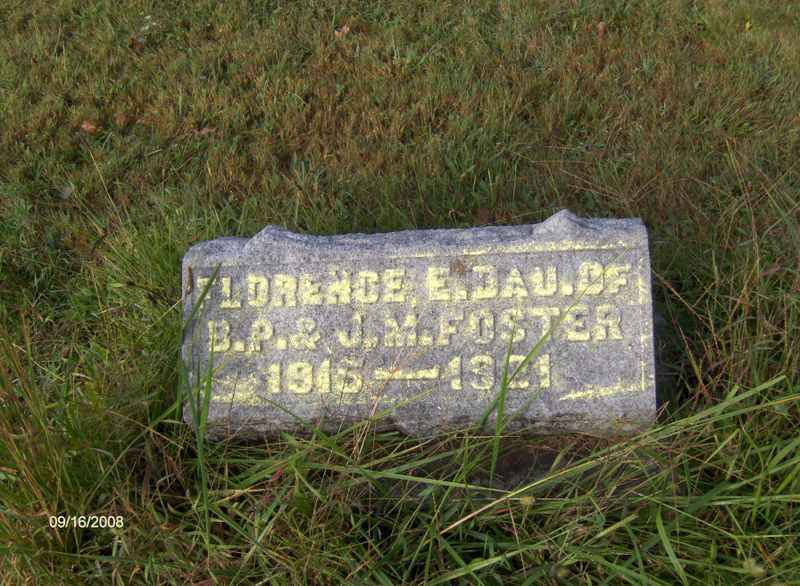 FLORENCE E. DAU. OF
B.P. & J.M. FOSTER
1916 — 1921
09/16/2008